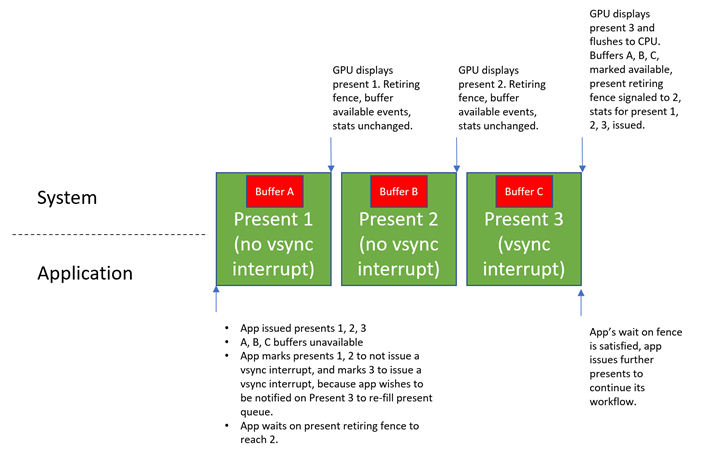 GPU displays
present 1. Retiring
fence, buffer
available events,
stats unchanged.
GPU displays
present 2. Retiring
fence, buffer
available events,
stats unchanged.
GPU displays
present 3 and
flushes to CPU.
Buffers A, B, C,
marked available,
present retiring
fence signaled to 2,
stats for present 1,
2, 3, issued.
System
Application
Buffer A
Present 1
(no vsync
interrupt)
Buffer B
Present 2
(no vsync
interrupt)
Buffer C
Present 3
(vsync
interrupt)
• App issued presents 1, 2, 3
• A, B, C buffers unavailable
• App marks presents 1, 2 to not issue a
vsync interrupt, and marks 3 to issue a
vsync interrupt, because app wishes to
be notified on Present 3 to re-fill present
queue.
• App waits on present retiring fence to
reach 2.
App's wait on fence
is satisfied, app
issues further
presents to
continue its
workflow.